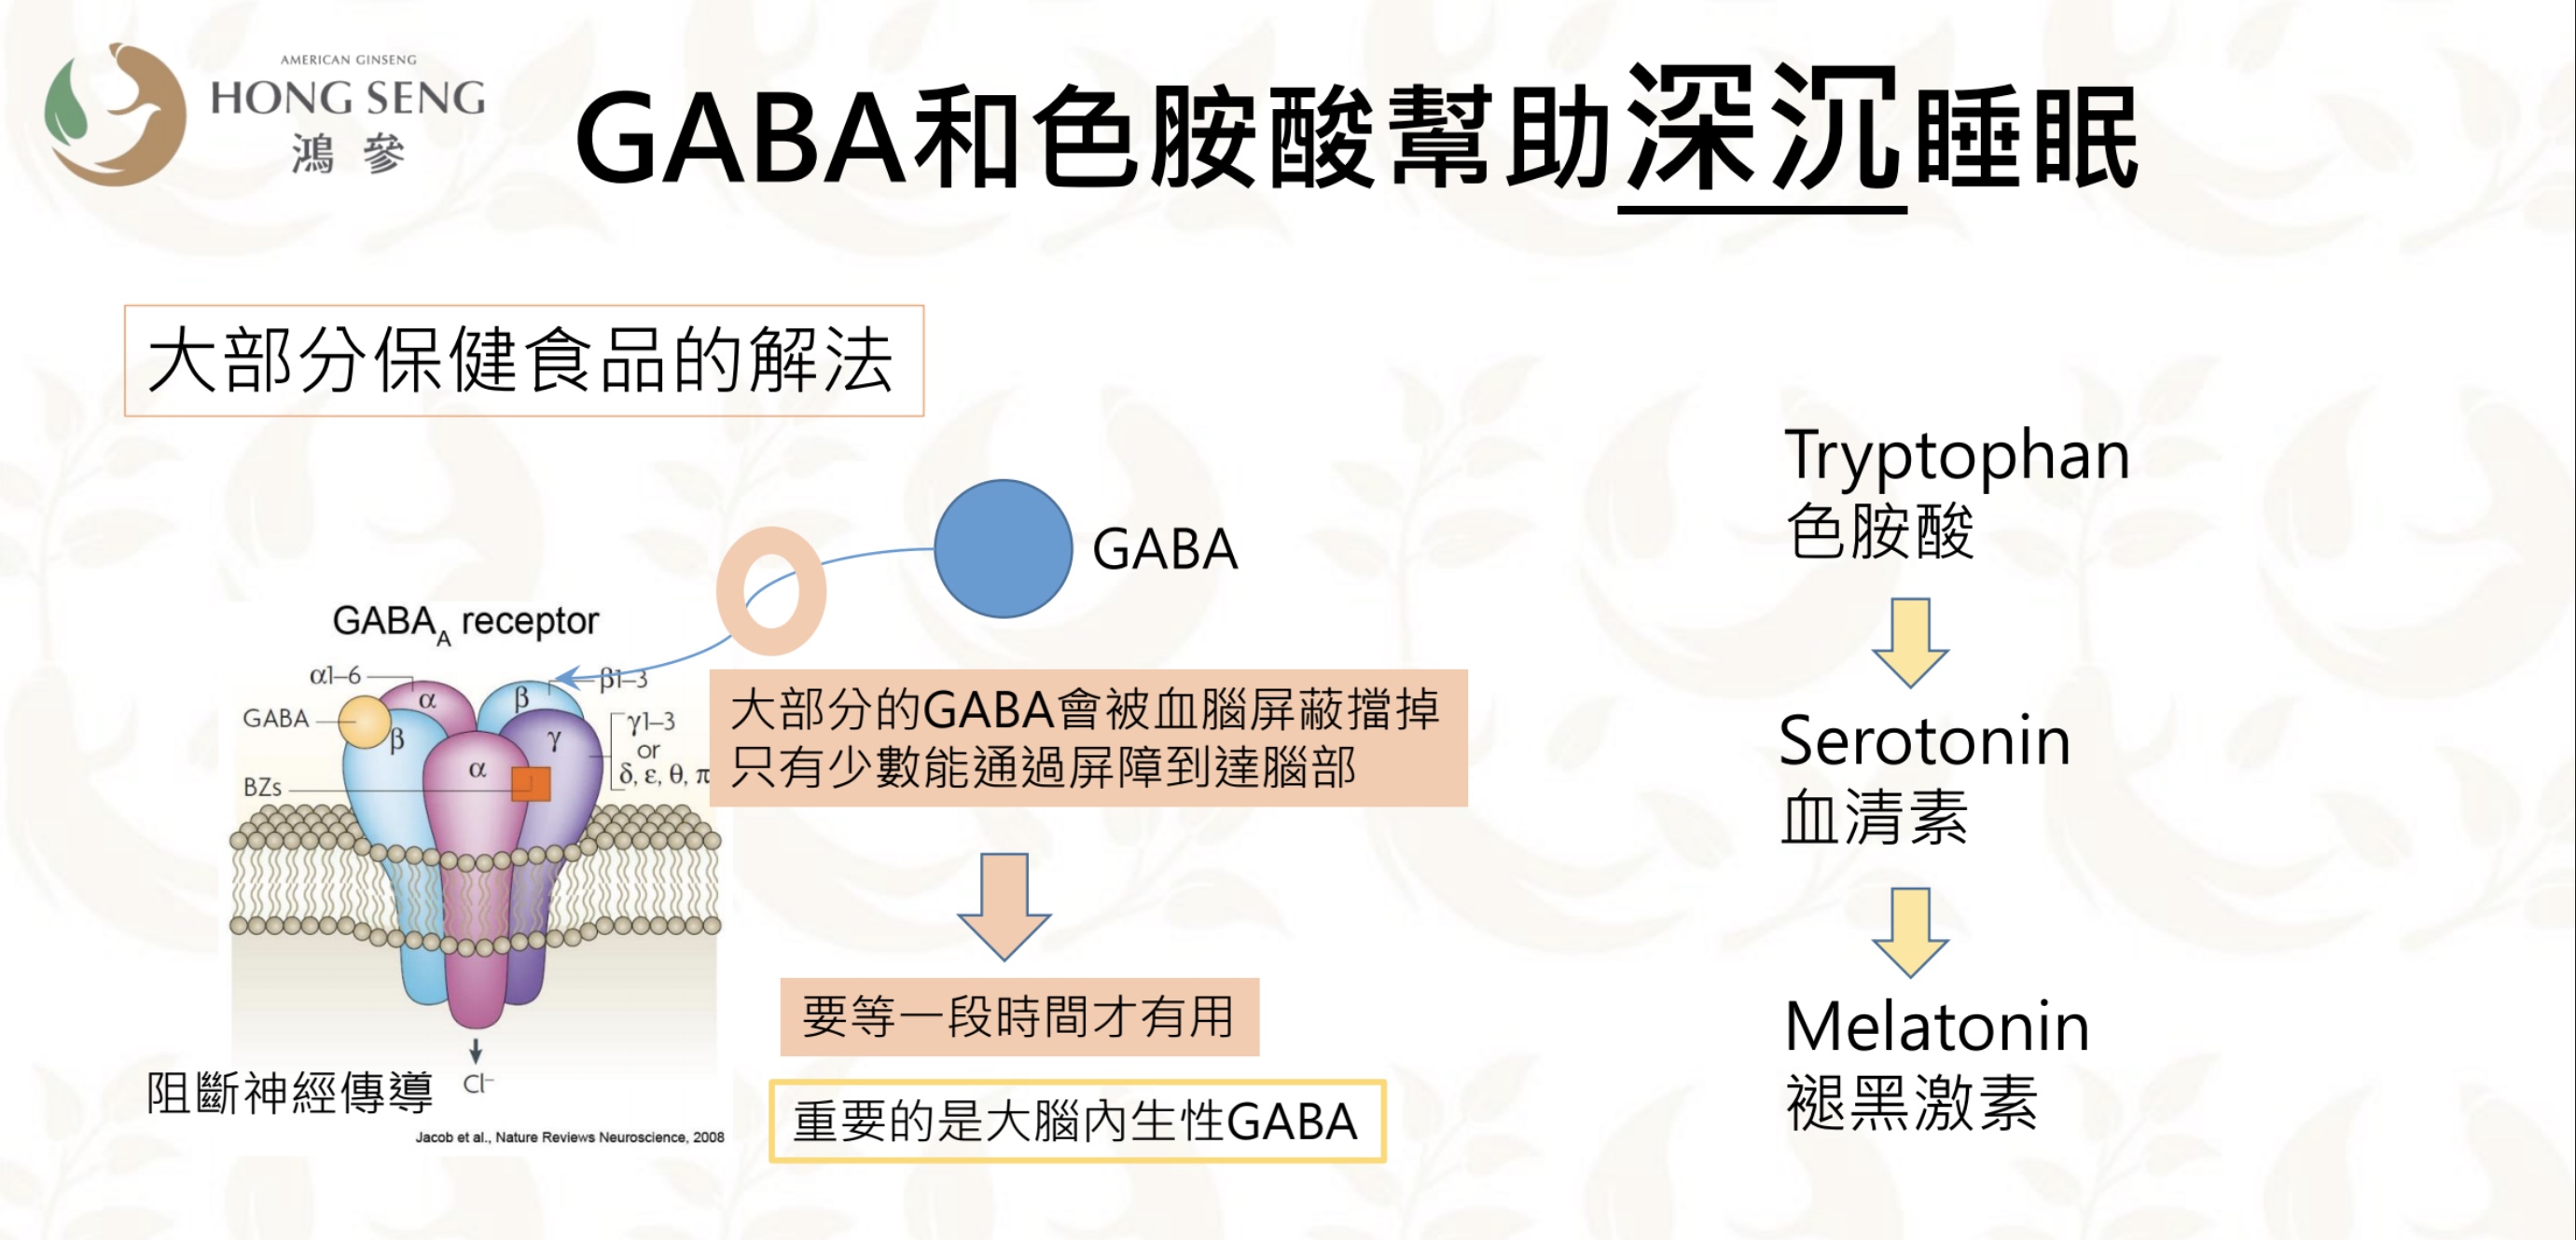 AMERICAN GINSENG
HONG SENG
鴻參
GABA和色胺酸幫助深沉睡眠
大部分保健食品的解法
GABA
GABAA receptor
α1–6
β1–3
α
β
GABA
β
γ
γ1–3
or
δ, ε, θ, π
α
BZs
Cl–
阻斷神經傳導
Jacob et al., Nature Reviews Neuroscience, 2008
大部分的GABA會被血腦屏蔽擋掉
只有少數能通過屏障到達腦部
要等一段時間才有用
重要的是大腦內生性GABA
Tryptophan
色胺酸
Serotonin
血清素
Melatonin
褪黑激素